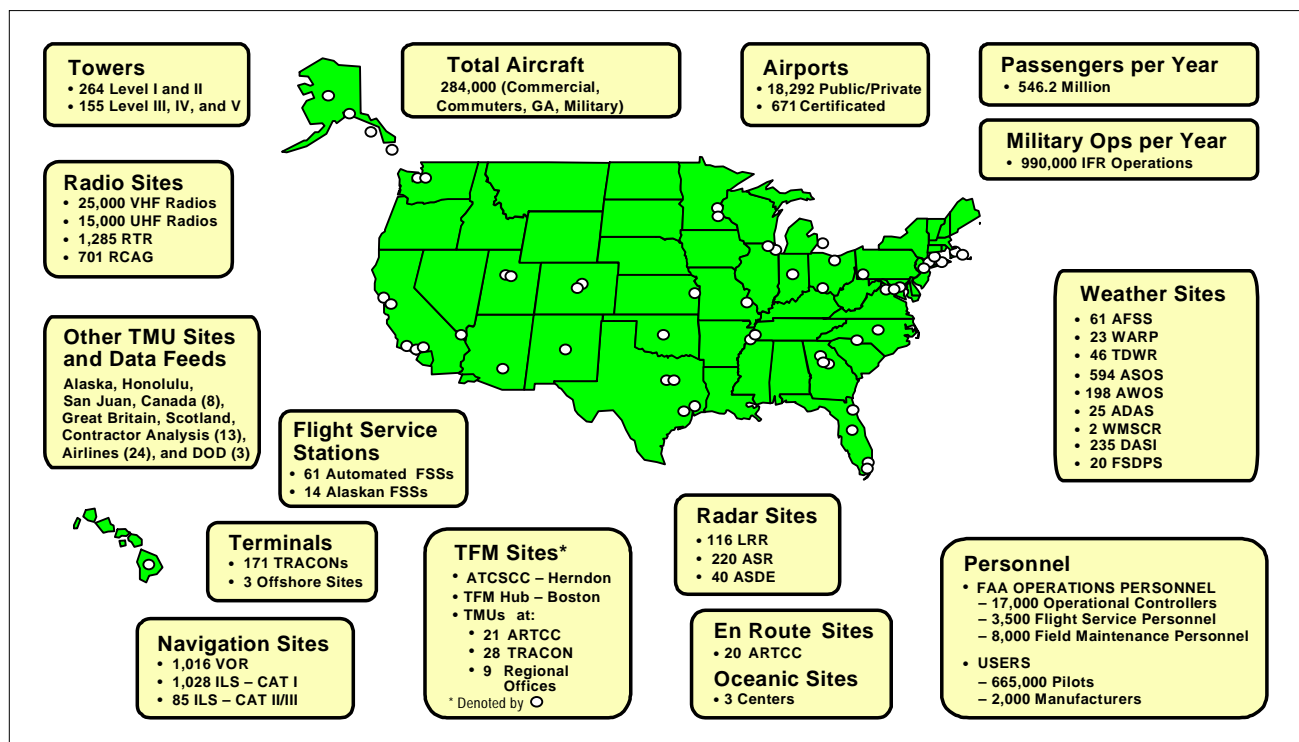 Towers
• 264 Level I and II
• 155 Level III, IV, and V
Total Aircraft
284,000 (Commercial,
Commuters, GA, Military)
Airports
• 18,292 Public/Private
• 671 Certificated
Passengers per Year
• 546.2 Million
Military Ops per Year
• 990,000 IFR Operations
Radio Sites
• 25,000 VHF Radios
• 15,000 UHF Radios
• 1,285 RTR
• 701 RCAG
Other TMU Sites
and Data Feeds
Alaska, Honolulu,
San Juan, Canada (8),
Great Britain, Scotland,
Contractor Analysis (13),
Airlines (24), and DOD (3)
Weather Sites
• 61 AFSS
• 23 WARP
• 46 TDWR
• 594 ASOS
• 198 AWOS
• 25 ADAS
• 2 WMSCR
• 235 DASI
• 20 FSDPS
Flight Service
Stations
• 61 Automated FSSs
• 14 Alaskan FSSs
Terminals
• 171 TRACONs
• 3 Offshore Sites
Navigation Sites
• 1,016 VOR
• 1,028 ILS – CAT I
• 85 ILS – CAT II/III
TFM Sites*
• ATCSCC – Herndon
• TFM Hub – Boston
• TMUs at:
• 21 ARTCC
• 28 TRACON
• 9 Regional
Offices
* Denoted by
Radar Sites
• 116 LRR
• 220 ASR
• 40 ASDE
En Route Sites
• 20 ARTCC
Oceanic Sites
• 3 Centers
Personnel
• FAA OPERATIONS PERSONNEL
– 17,000 Operational Controllers
– 3,500 Flight Service Personnel
– 8,000 Field Maintenance Personnel
• USERS
– 665,000 Pilots
– 2,000 Manufacturers